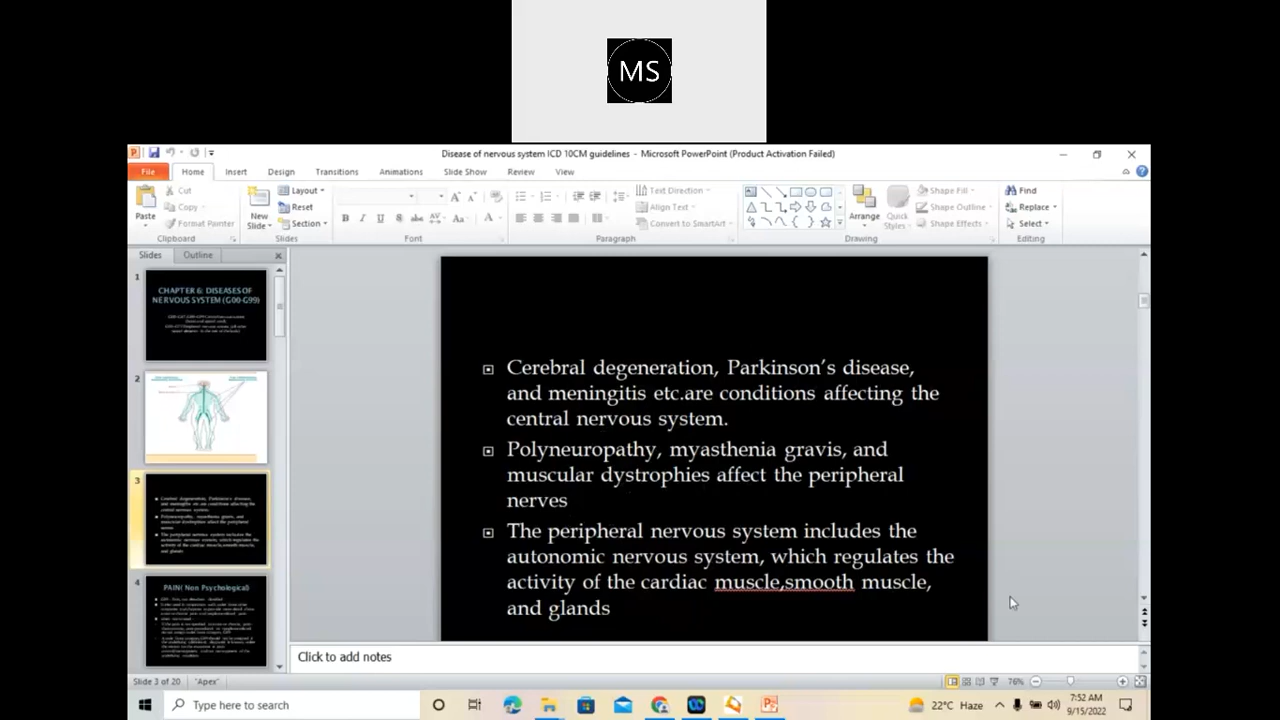 MS
Disease of nervous system ICD 10CM guidelines - Microsoft PowerPoint (Product Activation Failed)
File Home Insert Design Transitions Animations Slide Show Review View
Paste
Cut
Copy
Format Painter
Clipboard
New
Slide
Layout
Reset
Section
Slides
Font
Text Direction
Align Text
Convert to SmartArt
Paragraph
Arrange
Quick
Styles
Shape Fill
Shape Outline
Shape Effects
Drawing
Find
Replace
Select
Editing
Slides Outline
1
CHAPTER 6: DISEASES OF
NERVOUS SYSTEM (G00-G99)
2
3
4
PAIN( Non Psychological)
Cerebral degeneration, Parkinson's disease,
and meningitis etc.are conditions affecting the
central nervous system.
Polyneuropathy, myasthenia gravis, and
muscular dystrophies affect the peripheral
nerves
The peripheral nervous system includes the
autonomic nervous system, which regulates the
activity of the cardiac muscle,smooth muscle,
and glands
Click to add notes
Slide 3 of 20 "Apex" 76%
Type here to search
22°C Haze
7:52 AM
9/15/2022